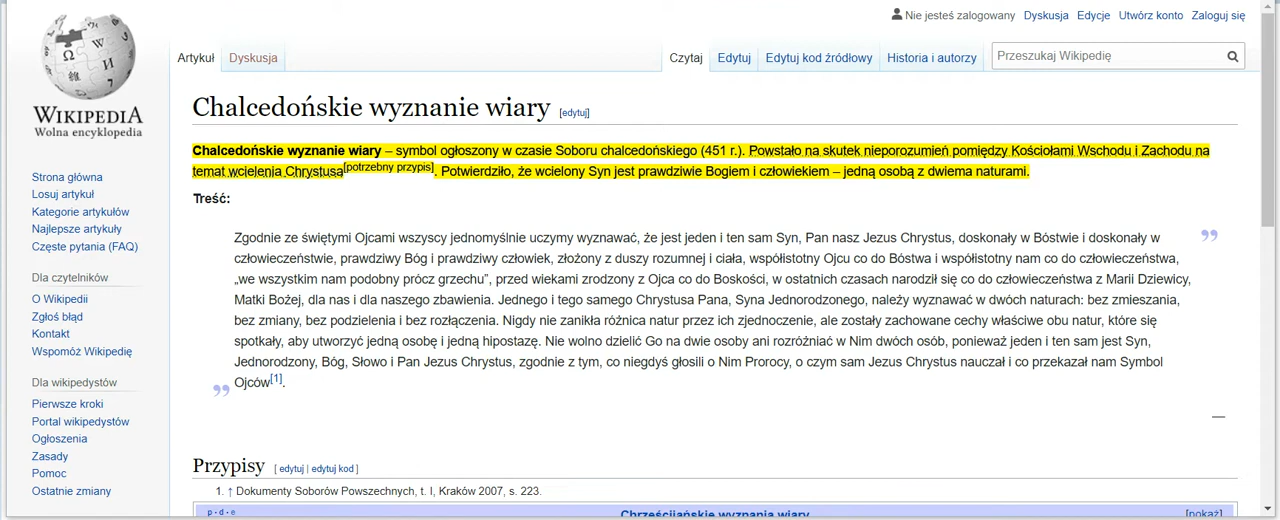 Nie jesteś zalogowany Dyskusja Edycje Utwórz konto Zaloguj się
WIKIPEDIA
Wolna encyklopedia
Artykuł Dyskusja Czytaj Edytuj Edytuj kod źródłowy Historia i autorzy Przeszukaj Wikipedię
Strona główna
Losuj artykuł
Kategorie artykułów
Najlepsze artykuły
Częste pytania (FAQ)
Dla czytelników
O Wikipedii
Zgłoś błąd
Kontakt
Wspomóż Wikipedię
Dla wikipedystów
Pierwsze kroki
Portal wikipedystów
Ogłoszenia
Zasady
Pomoc
Ostatnie zmiany
Chalcedońskie wyznanie wiary [edytuj]
Chalcedońskie wyznanie wiary – symbol ogłoszony w czasie Soboru chalcedońskiego (451 r.). Powstało na skutek nieporozumień pomiędzy Kościołami Wschodu i Zachodu na
temat wcielenia Chrystusa[potrzebny przypis]. Potwierdziło, że wcielony Syn jest prawdziwie Bogiem i człowiekiem – jedną osobą z dwiema naturami.
Treść:
Zgodnie ze świętymi Ojcami wszyscy jednomyślnie uczymy wyznawać, że jest jeden i ten sam Syn, Pan nasz Jezus Chrystus, doskonały w Bóstwie i doskonały w
człowieczeństwie, prawdziwy Bóg i prawdziwy człowiek, złożony z duszy rozumnej i ciała, współistotny Ojcu co do Bóstwa i współistotny nam co do człowieczeństwa,
„we wszystkim nam podobny prócz grzechu”, przed wiekami zrodzony z Ojca co do Boskości, w ostatnich czasach narodził się co do człowieczeństwa z Marii Dziewicy,
Matki Bożej, dla nas i dla naszego zbawienia. Jednego i tego samego Chrystusa Pana, Syna Jednorodzonego, należy wyznawać w dwóch naturach: bez zmieszania,
bez zmiany, bez podzielenia i bez rozłączenia. Nigdy nie zanikła różnica natur przez ich zjednoczenie, ale zostały zachowane cechy właściwe obu natur, które się
spotkały, aby utworzyć jedną osobę i jedną hipostazę. Nie wolno dzielić Go na dwie osoby ani rozróżniać w Nim dwóch osób, ponieważ jeden i ten sam jest Syn,
Jednorodzony, Bóg, Słowo i Pan Jezus Chrystus, zgodnie z tym, co niegdyś głosili o Nim Prorocy, o czym sam Jezus Chrystus nauczał i co przekazał nam Symbol
Ojców[1].
—
Przypisy [ edytuj | edytuj kod ]
1. ↑ Dokumenty Soborów Powszechnych, t. I, Kraków 2007, s. 223.
p · d · e Chrześcijańskie wyznania wiary [pokaż]